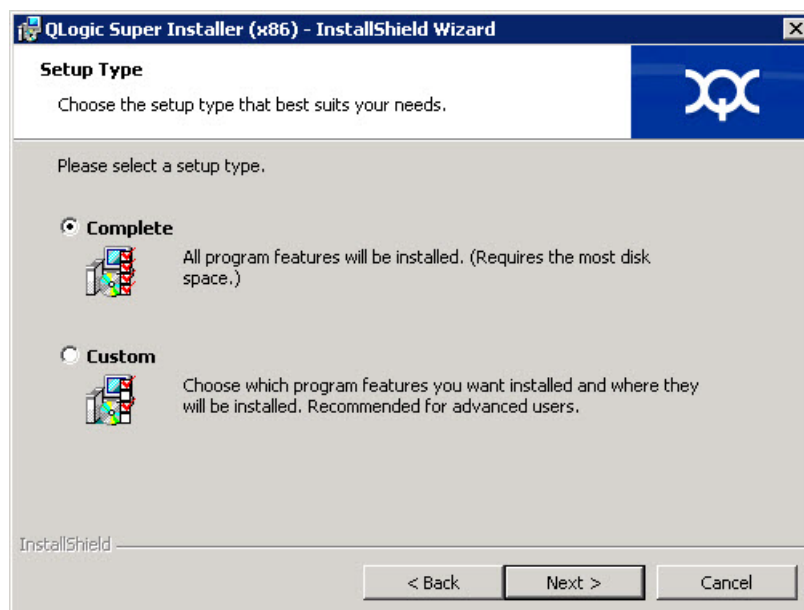 QLogic Super Installer (x86) - InstallShield Wizard
Setup Type
Choose the setup type that best suits your needs.
Please select a setup type.
Complete
All program features will be installed. (Requires the most disk
space.)
Custom
Choose which program features you want installed and where they
will be installed. Recommended for advanced users.
InstallShield
< Back
Next >
Cancel